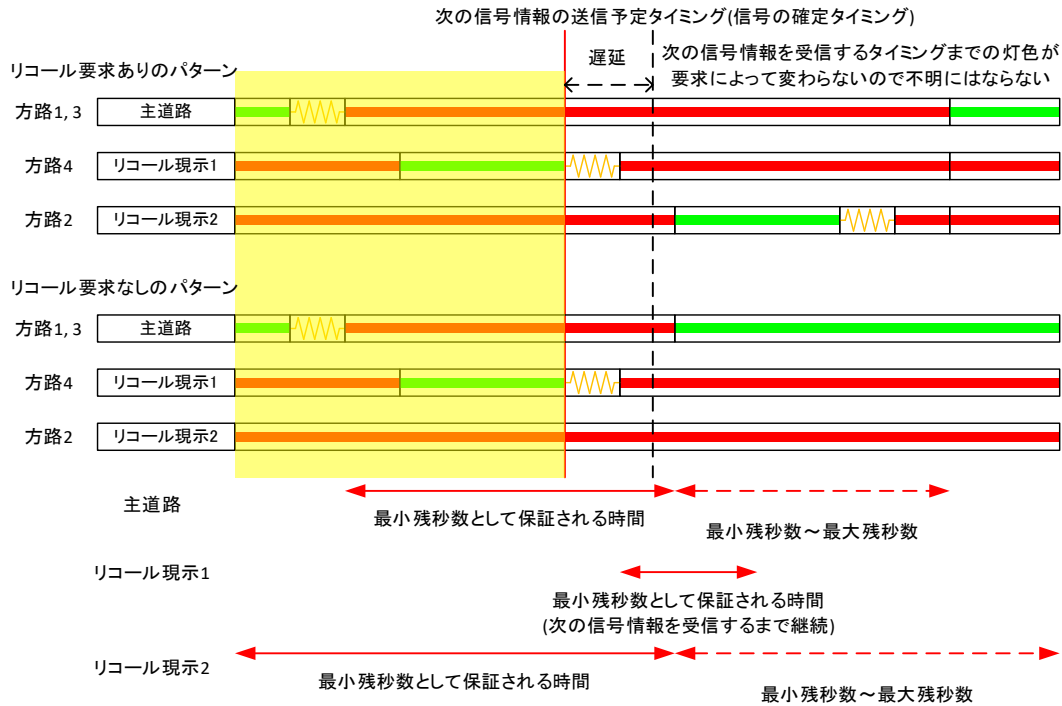 次の信号情報の送信予定タイミング(信号の確定タイミング)
遅延
次の信号情報を受信するタイミングまでの灯色が
要求によって変わらないので不明にはならない
リコール要求ありのパターン
方路1, 3
主道路
方路4
リコール現示1
方路2
リコール現示2
リコール要求なしのパターン
方路1, 3
主道路
方路4
リコール現示1
方路2
リコール現示2
主道路
最小残秒数として保証される時間
最小残秒数～最大残秒数
リコール現示1
最小残秒数として保証される時間
(次の信号情報を受信するまで継続)
リコール現示2
最小残秒数として保証される時間
最小残秒数～最大残秒数